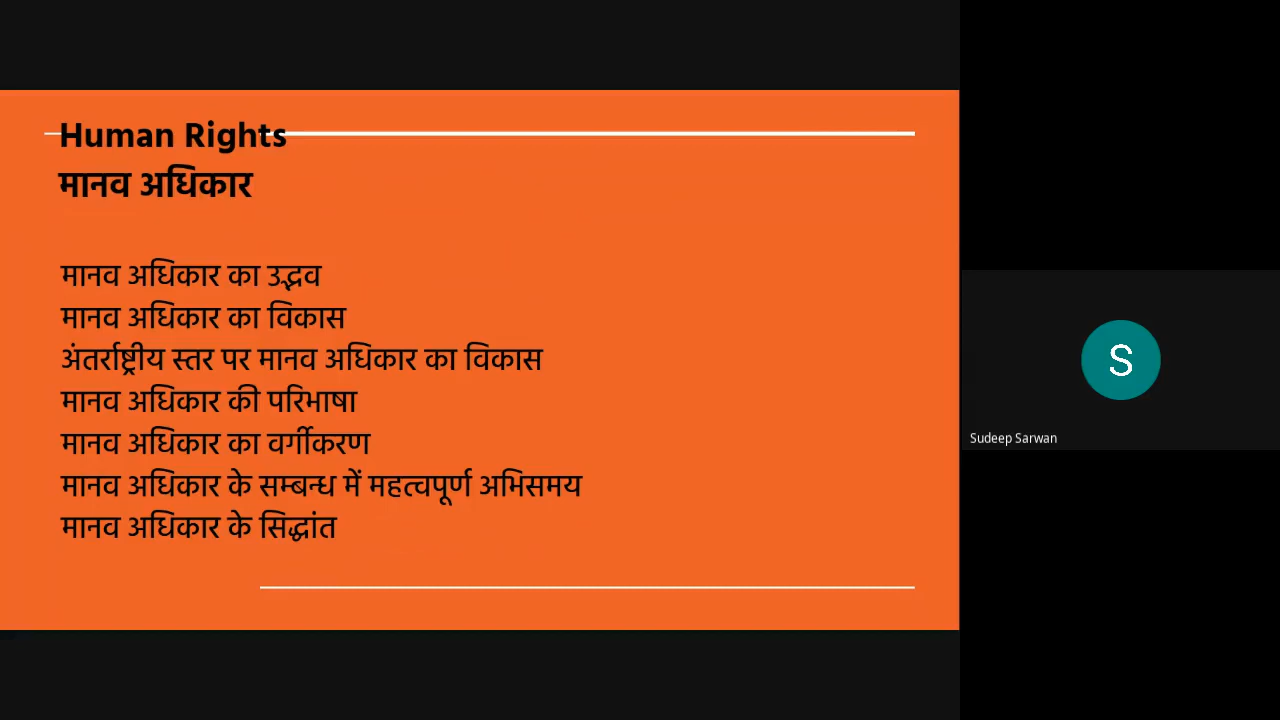 Human Rights
मानव अधिकार
मानव अधिकार का उद्भव
मानव अधिकार का विकास
अंतर्राष्ट्रीय स्तर पर मानव अधिकार का विकास
मानव अधिकार की परिभाषा
मानव अधिकार का वर्गीकरण
मानव अधिकार के सम्बन्ध में महत्वपूर्ण अभिसमय
मानव अधिकार के सिद्धांत
S
Sudeep Sarwan